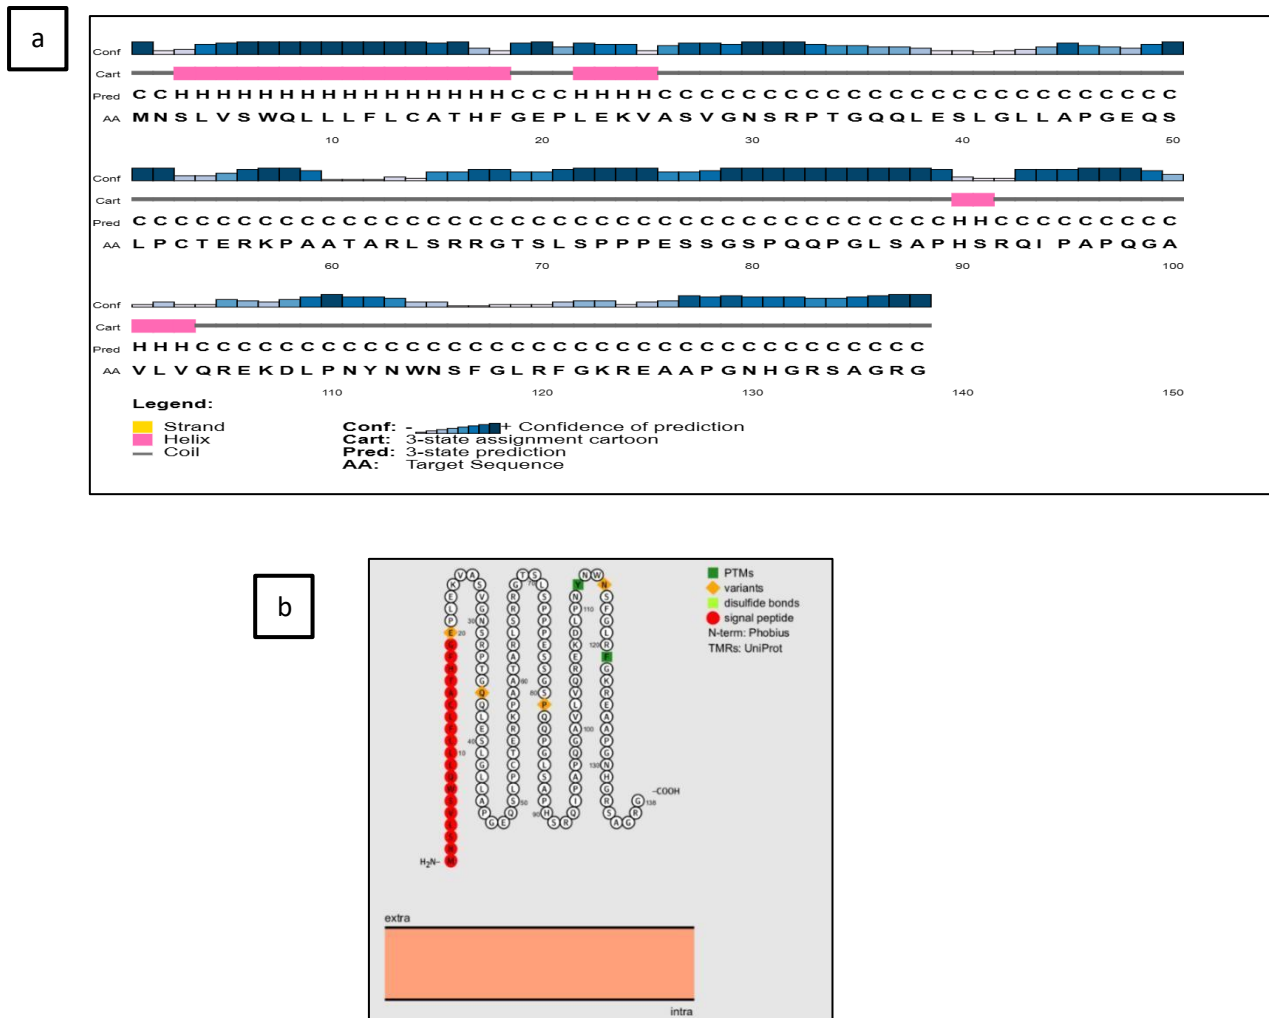 a
Conf
Cart
Pred C C H H H H H H H H H H H H H H H H C C C H H H H C C C C C C C C C C C C C C C C C C C C C C C C C
AA M N S L V S W Q L L L F L C A T H F G E P L E K V A S V G N S R P T G Q Q L E S L G L L A P G E Q S
10 20 30 40 50
Conf
Cart
Pred C C C C C C C C C C C C C C C C C C C C C C C C C C C C C C C C C C C C C C C H H C C C C C C C C C
AA L P C T E R K P A A T A R L S R R G T S L S P P P E S S G S P Q Q P G L S A P H S R Q I P A P Q G A
60 70 80 90 100
Conf
Cart
Pred H H H C C C C C C C C C C C C C C C C C C C C C C C C C C C C C C C C C C C
AA V L V Q R E K D L P N Y N W N S F G L R F G K R E A A P G N H G R S A G R G
110 120 130 140 150
Legend:
Strand
Helix
Coil
Conf: - + Confidence of prediction
Cart: 3-state assignment cartoon
Pred: 3-state prediction
AA: Target Sequence
b
PTMs
variants
disulfide bonds
signal peptide
N-term: Phobius
TMRs: UniProt
H₂N–
–COOH
extra
intra